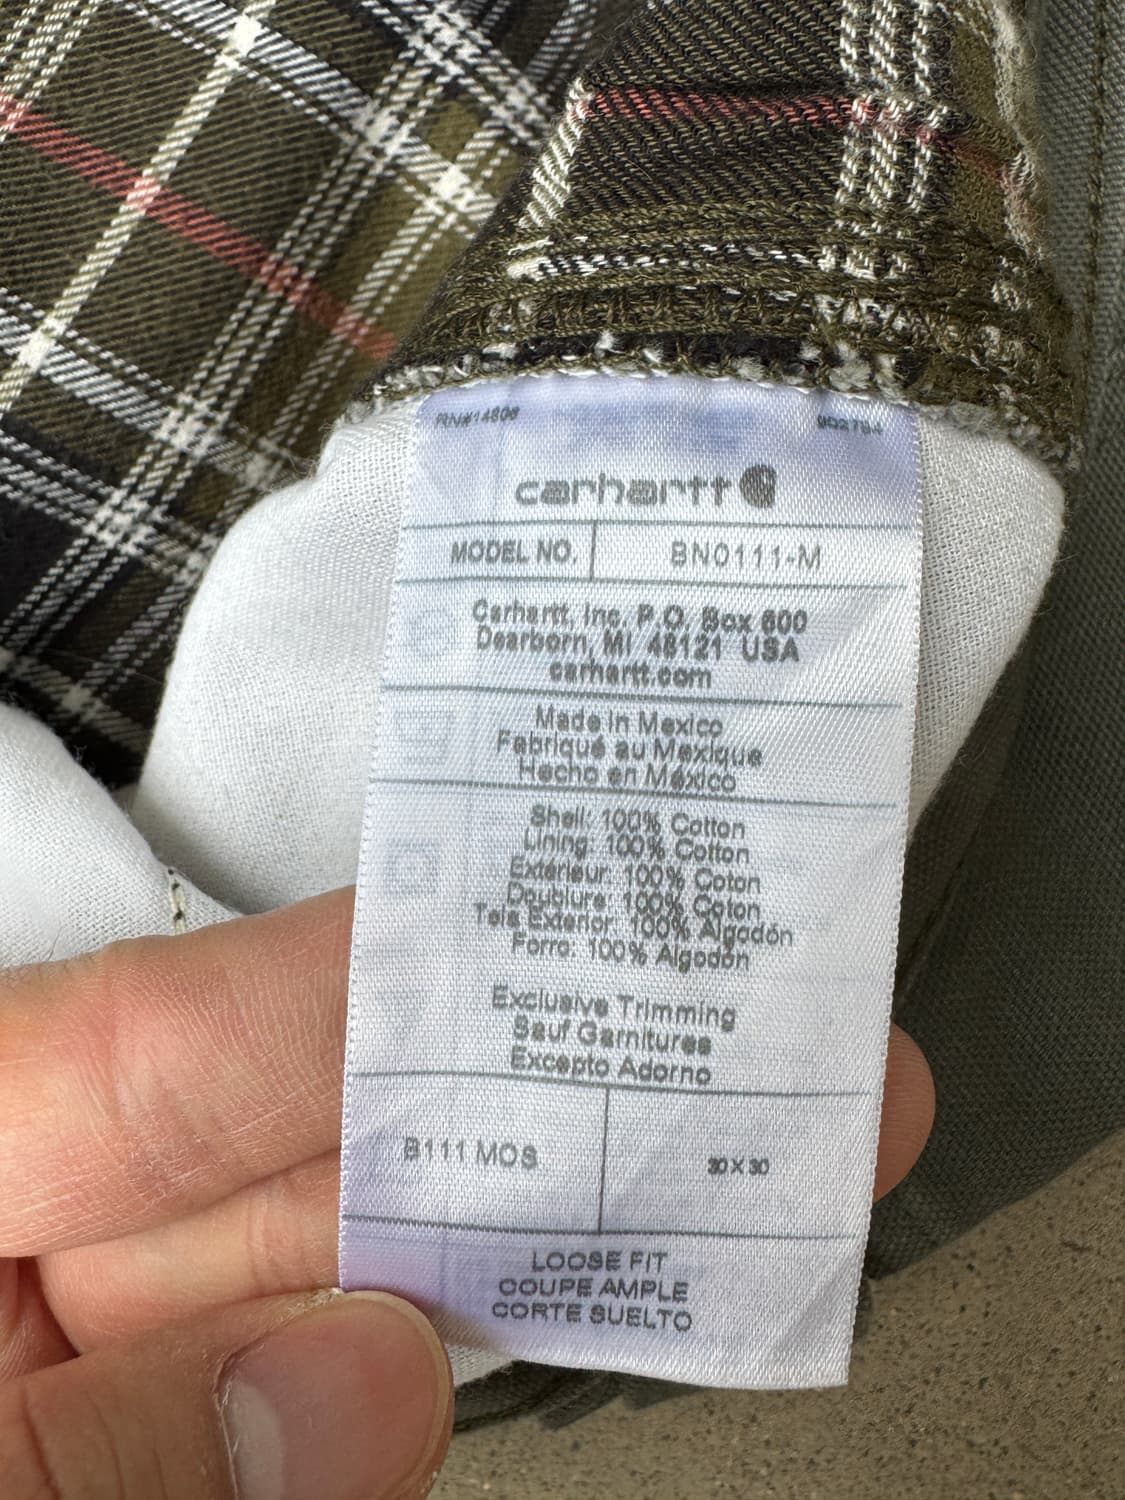 RN#14806 902784
carhartt
MODEL NO. BN0111-M
Carhartt, Inc. P.O. Box 600
Dearborn, MI 48121 USA
carhartt.com
Made in Mexico
Fabriqué au Mexique
Hecho en México
Shell: 100% Cotton
Lining: 100% Cotton
Extérieur: 100% Coton
Doublure: 100% Coton
Tela Exterior: 100% Algodón
Forro: 100% Algodón
Exclusive Trimming
Sauf Garnitures
Excepto Adorno
B111 MOS 30 X 30
LOOSE FIT
COUPE AMPLE
CORTE SUELTO